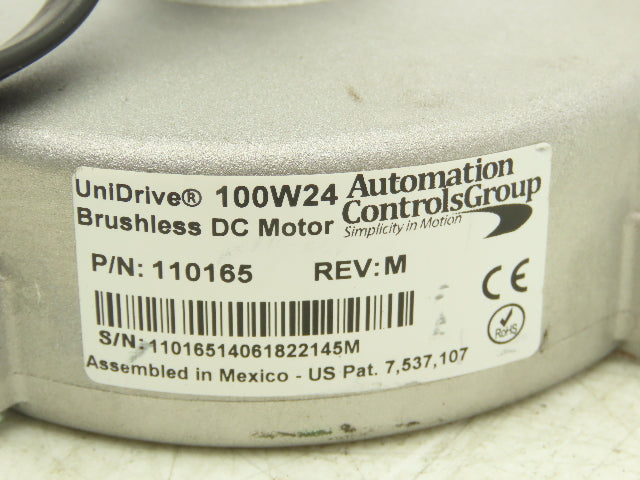 UniDrive® 100W24
Brushless DC Motor
Automation
ControlsGroup
Simplicity in Motion
P/N: 110165 REV:M
S/N:11016514061822145M
CE
RoHS
Assembled in Mexico - US Pat. 7,537,107